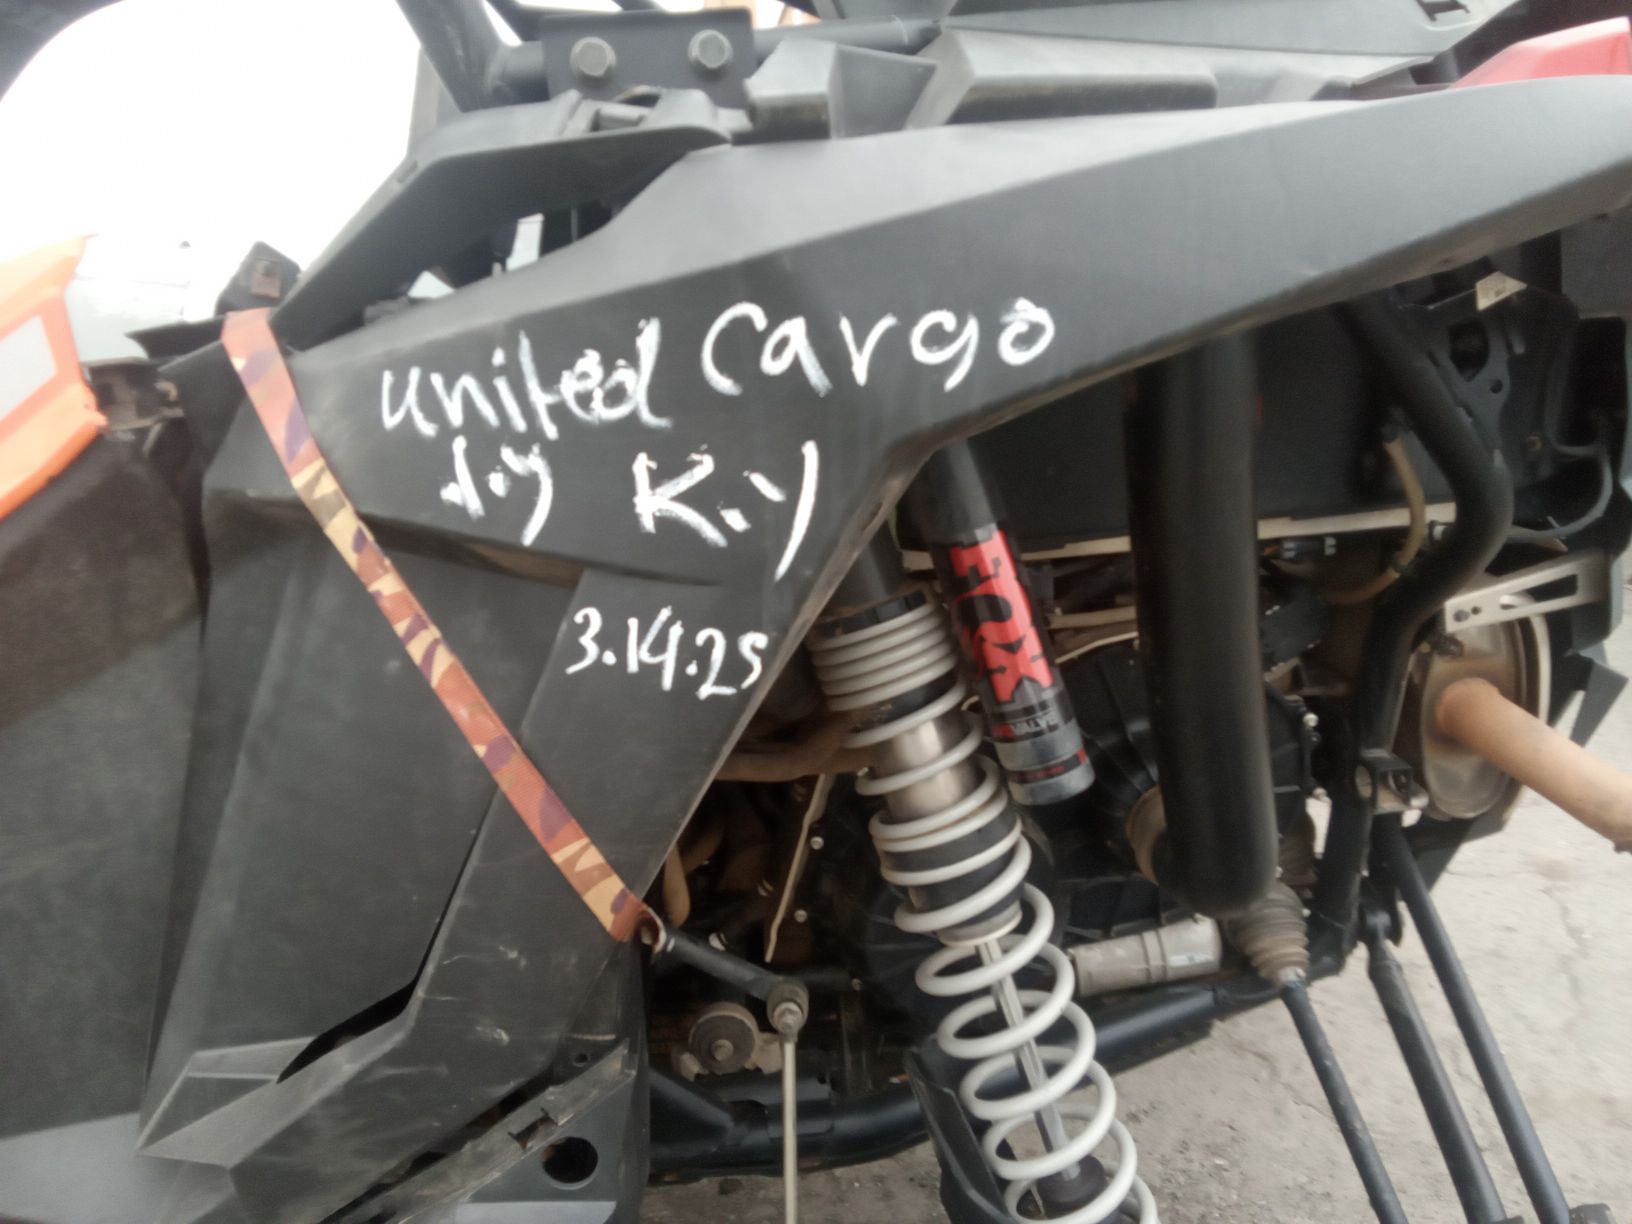 united cargo
J.y K.y
3.14.25
FOX